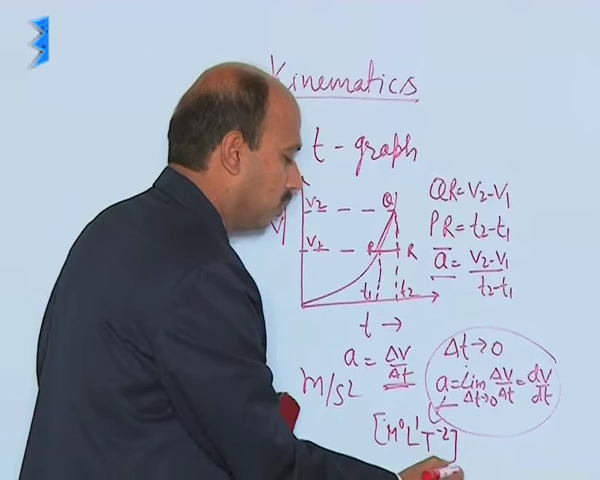 Kinematics
t - graph
V2 Q
V2 P R
V
t1 t2
t →
QR = V2-V1
PR = t2-t1
a̅ = V2-V1 / t2-t1
a = ΔV/Δt
m/s2
Δt → 0
a = Lim Δt→0 ΔV/Δt = dV/dt
[M⁰L¹T⁻²]